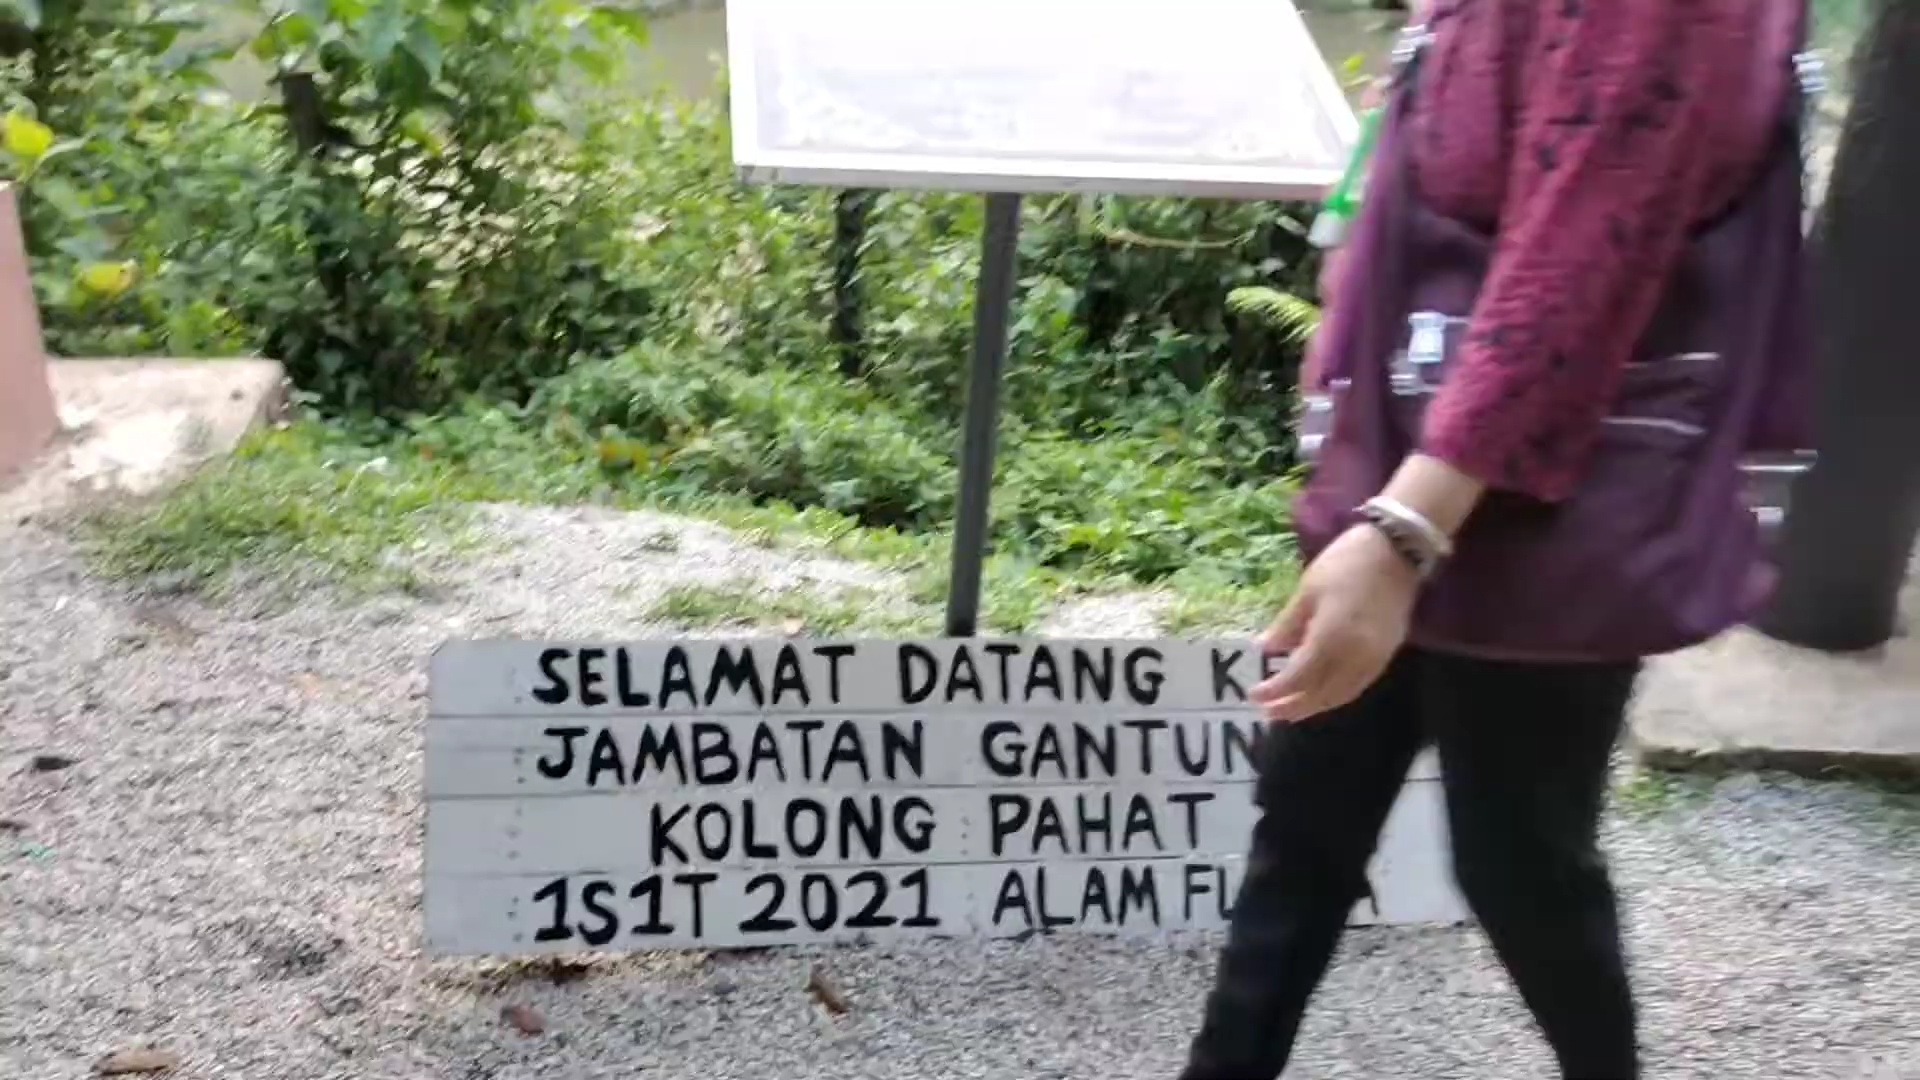 SELAMAT DATANG KE
JAMBATAN GANTUN
KOLONG PAHAT
1S1T 2021 ALAM